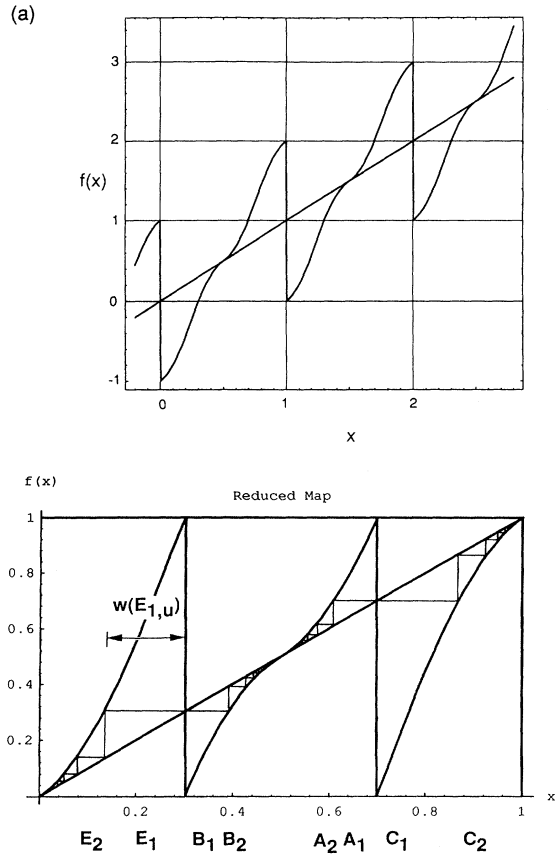 (a)
3
2
f(x)
1
0
-1
0 1 2
x
f(x)
Reduced Map
1
0.8
w(E1,u)
0.6
0.4
0.2
0.2 0.4 0.6 0.8 1 x
E2 E1 B1 B2 A2 A1 C1 C2